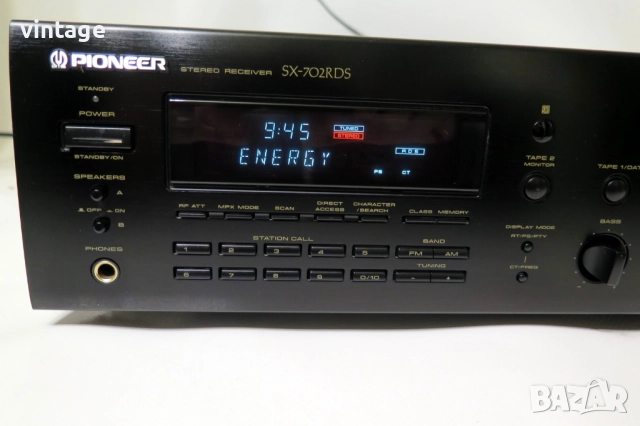 vintage
PIONEER
STEREO RECEIVER SX-702RDS
STANDBY
POWER
STANDBY/ON
SPEAKERS
A
OFF ON
B
PHONES
9:45 TUNED
STEREO
RDS
ENERGY
PS CT
RF ATT MPX MODE SCAN DIRECT ACCESS CHARACTER /SEARCH CLASS MEMORY
STATION CALL
BAND
1 2 3 4 5 FM AM
TUNING
6 7 8 9 0/10 - +
TAPE 2
MONITOR
TAPE 1/DAT
BASS
DISPLAY MODE
RT/PS/PTY
CT/FREQ
BAZAR